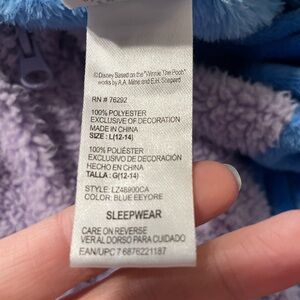 ©Disney Based on the "Winnie The Pooh"
works by A.A. Milne and E.H. Shepard
RN # 76292
100% POLYESTER
EXCLUSIVE OF DECORATION
MADE IN CHINA
SIZE : L(12-14)
100% POLIÉSTER
EXCLUSIVO DE DECORACIÓN
HECHO EN CHINA
TALLA : G(12-14)
STYLE: LZ48900CA
COLOR: BLUE EEYORE
SLEEPWEAR
CARE ON REVERSE
VER AL DORSO PARA CUIDADO
EAN/UPC 7 6876221187